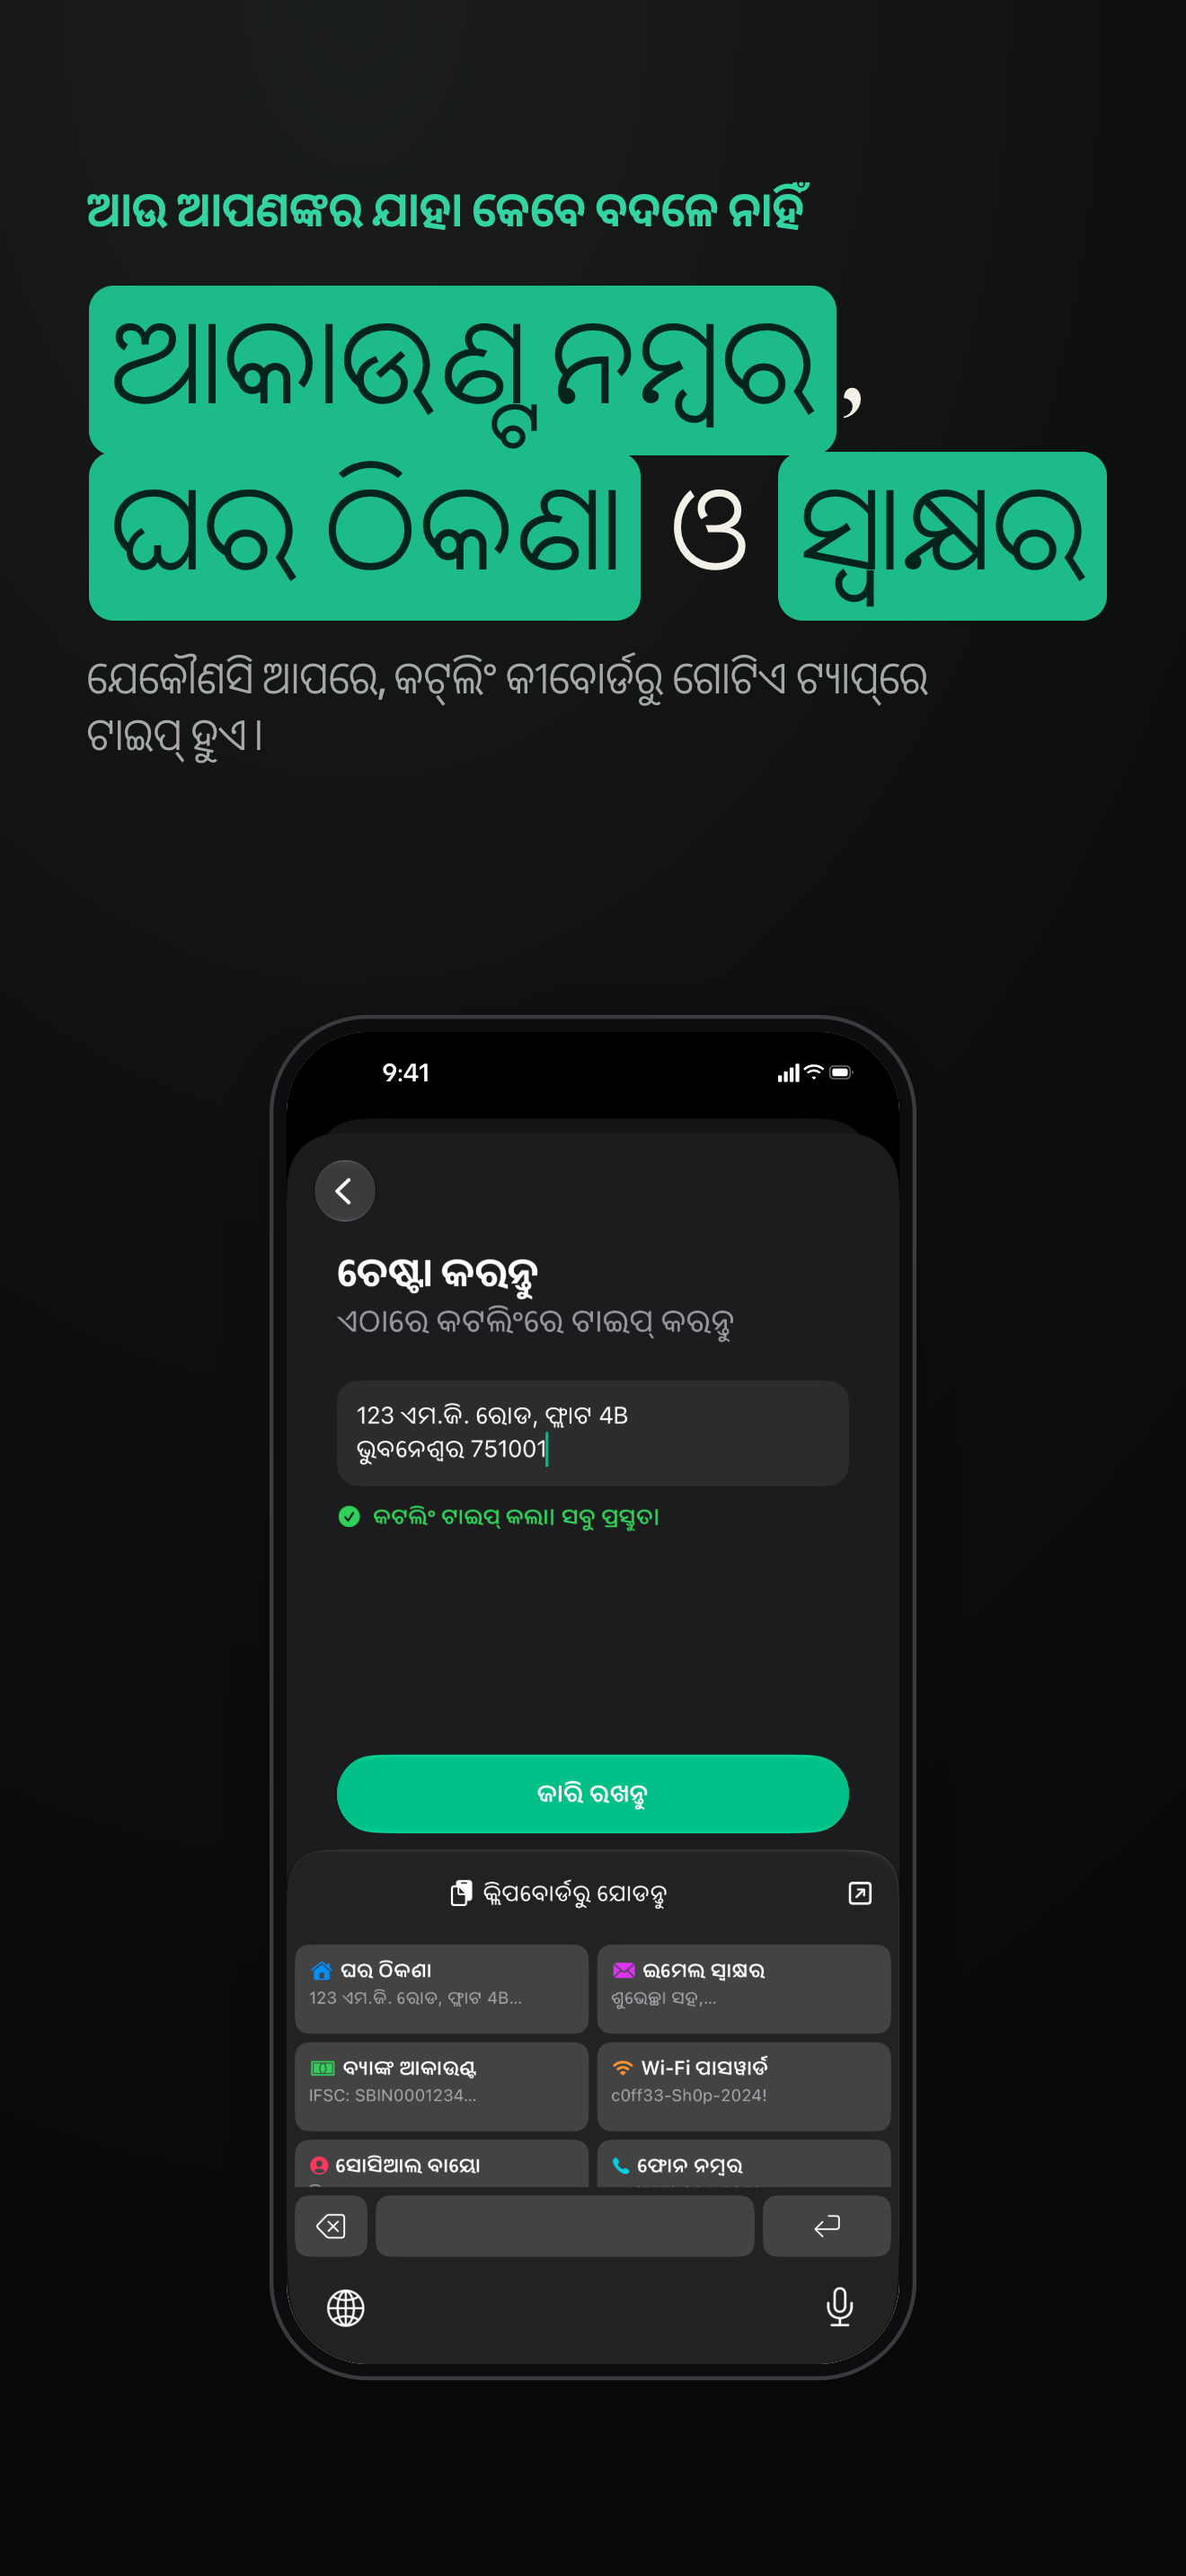 ଆଉ ଆପଣଙ୍କର ଯାହା କେବେ ବଦଳେ ନାହିଁ
ଆକାଉଣ୍ଟ ନମ୍ବର,
ଘର ଠିକଣା ଓ ସ୍ୱାକ୍ଷର
ଯେକୌଣସି ଆପରେ, କଟ୍‌ଲିଂ କୀବୋର୍ଡରୁ ଗୋଟିଏ ଟ୍ୟାପ୍‌ରେ
ଟାଇପ୍ ହୁଏ।
9:41
ଚେଷ୍ଟା କରନ୍ତୁ
ଏଠାରେ କଟଲିଂରେ ଟାଇପ୍ କରନ୍ତୁ
123 ଏମ.ଜି. ରୋଡ, ଫ୍ଲାଟ 4B
ଭୁବନେଶ୍ୱର 751001
କଟଲିଂ ଟାଇପ୍ କଲା। ସବୁ ପ୍ରସ୍ତୁତ।
ଜାରି ରଖନ୍ତୁ
କ୍ଲିପବୋର୍ଡରୁ ଯୋଡନ୍ତୁ
ଘର ଠିକଣା
123 ଏମ.ଜି. ରୋଡ, ଫ୍ଲାଟ 4B...
ଇମେଲ ସ୍ୱାକ୍ଷର
ଶୁଭେଚ୍ଛା ସହ,...
ବ୍ୟାଙ୍କ ଆକାଉଣ୍ଟ
IFSC: SBIN0001234...
Wi-Fi ପାସୱାର୍ଡ
c0ff33-Sh0p-2024!
ସୋସିଆଲ ବାୟୋ
ଫୋନ ନମ୍ବର